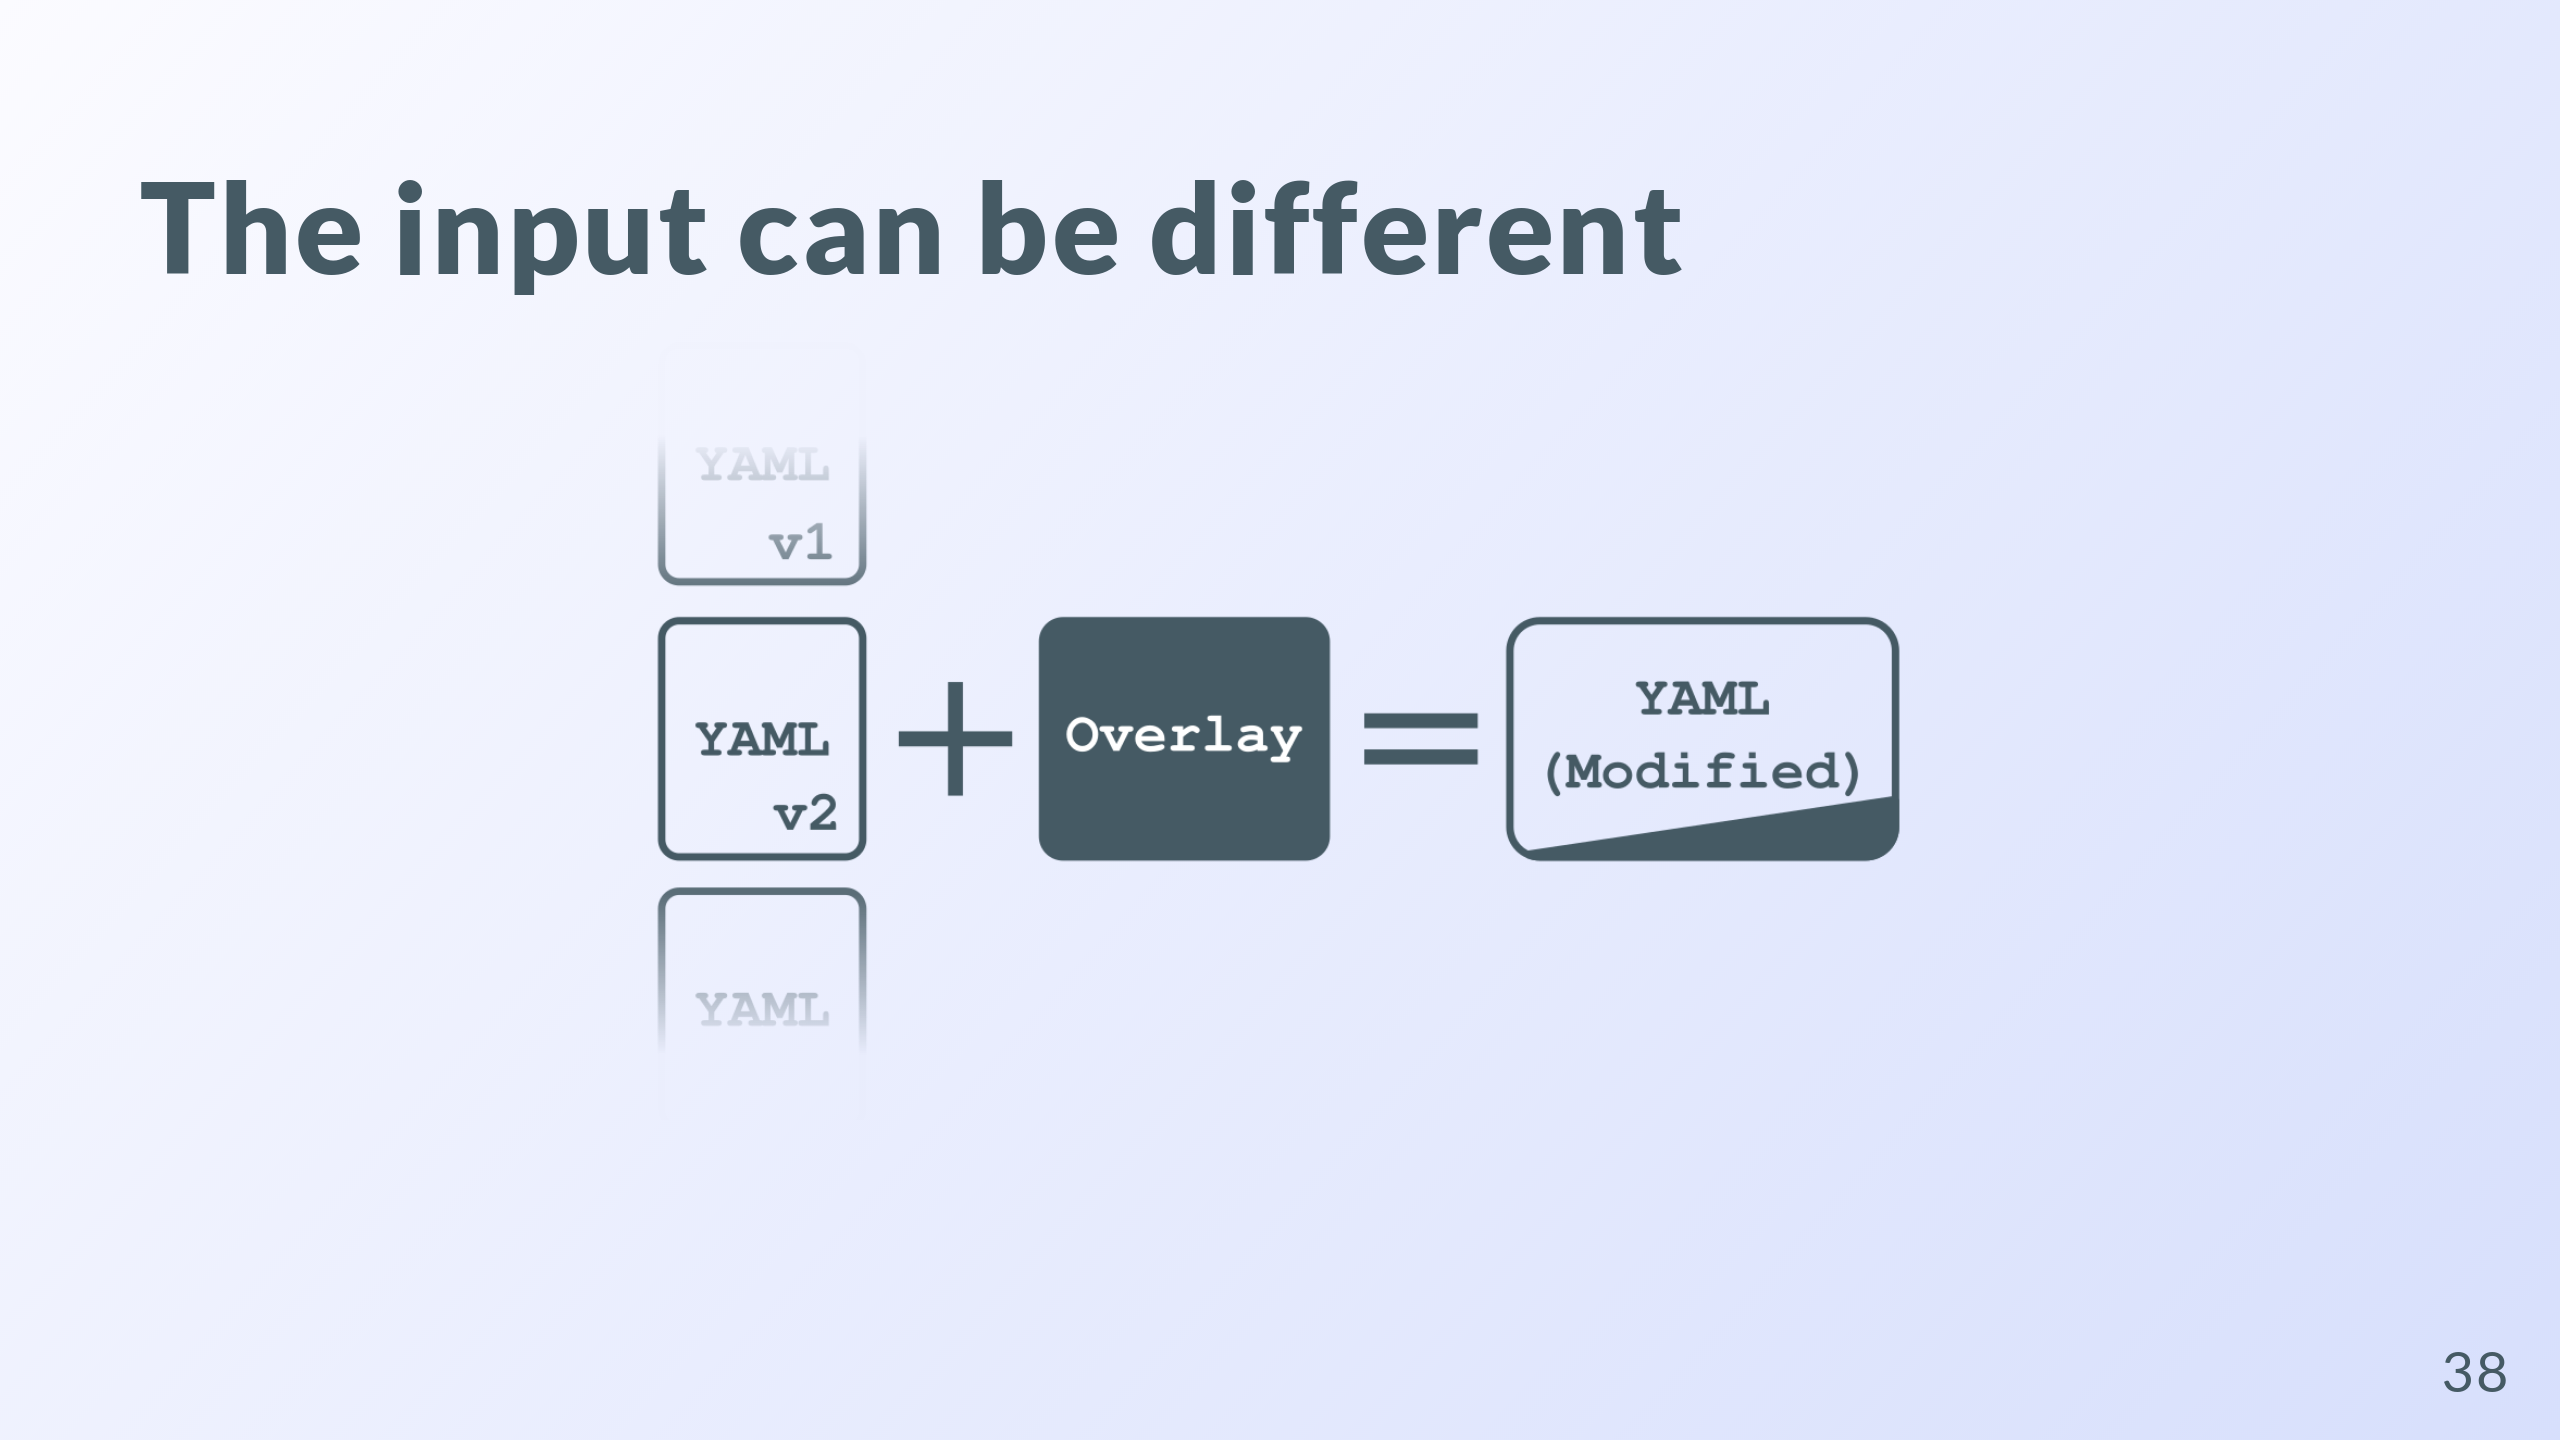 The input can be different
YAML
v1
YAML
v2
+
Overlay
=
YAML
(Modified)
YAML
38